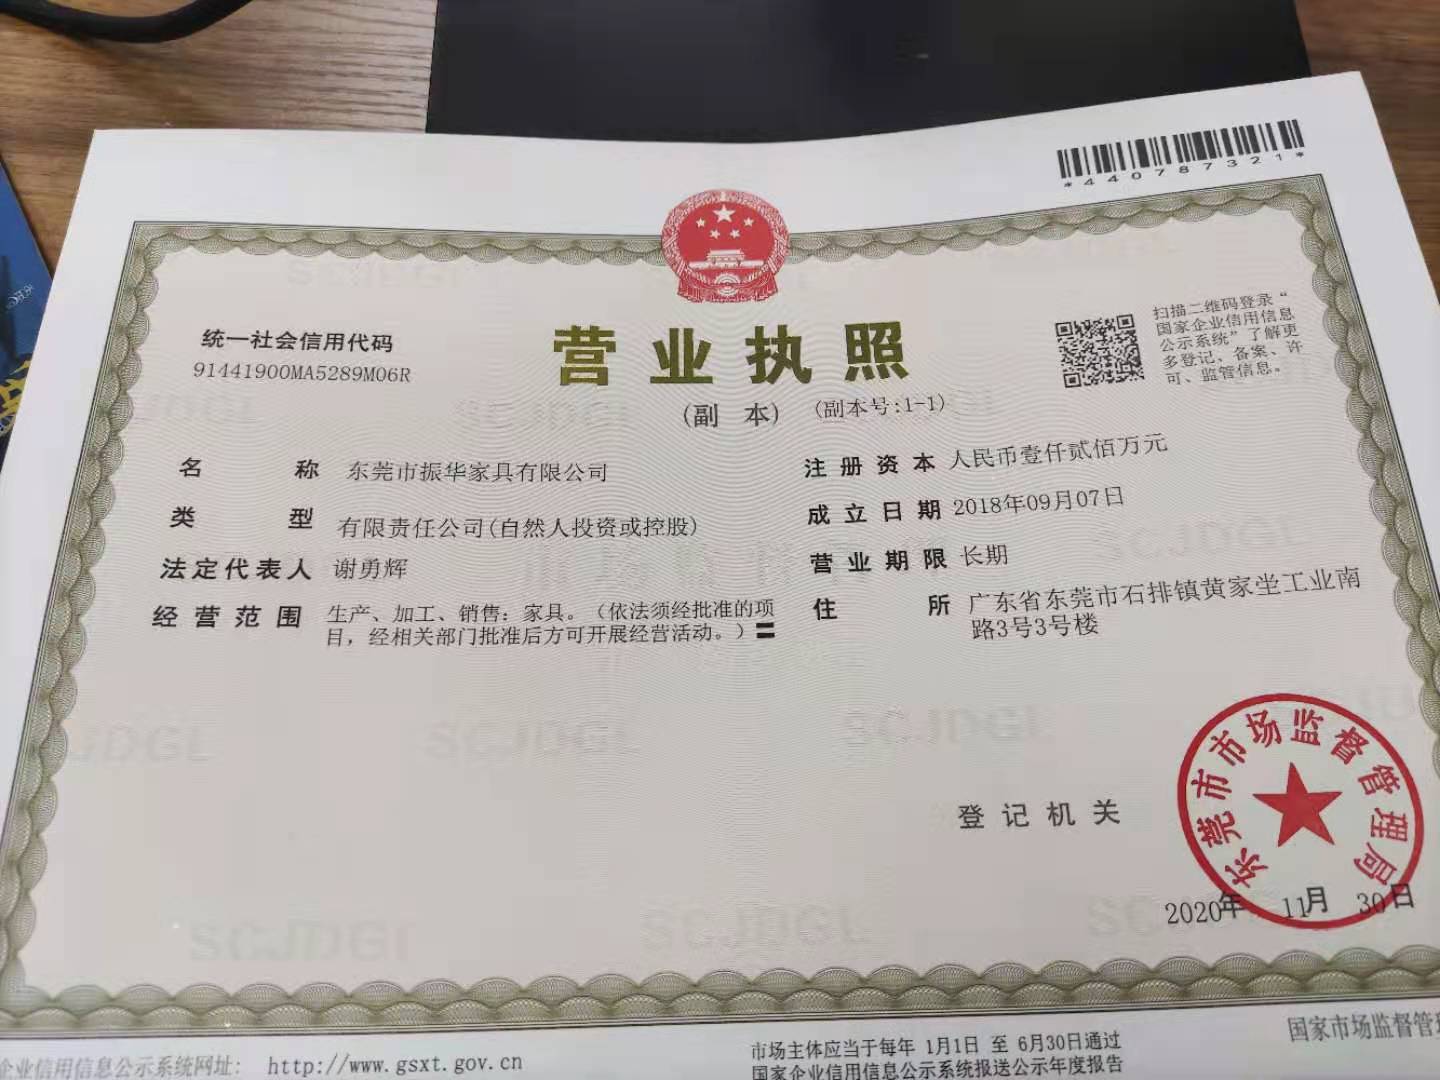 *440787321*
扫描二维码登录“
国家企业信用信息
公示系统”了解更
多登记、备案、许
可、监管信息。
统一社会信用代码
91441900MA5289M06R
营业执照
(副 本) (副本号:1-1)
名 称 东莞市振华家具有限公司
类 型 有限责任公司(自然人投资或控股)
法定代表人 谢勇辉
经营范围 生产、加工、销售：家具。（依法须经批准的项
目，经相关部门批准后方可开展经营活动。）〓
注册资本 人民币壹仟贰佰万元
成立日期 2018年09月07日
营业期限 长期
住 所 广东省东莞市石排镇黄家坐工业南
路3号3号楼
登记机关
东莞市市场监督管理局
2020年 11月 30日
SCJDGL
企业信用信息公示系统网址： http://www.gsxt.gov.cn
市场主体应当于每年 1月1日 至 6月30日通过
国家企业信用信息公示系统报送公示年度报告
国家市场监督管